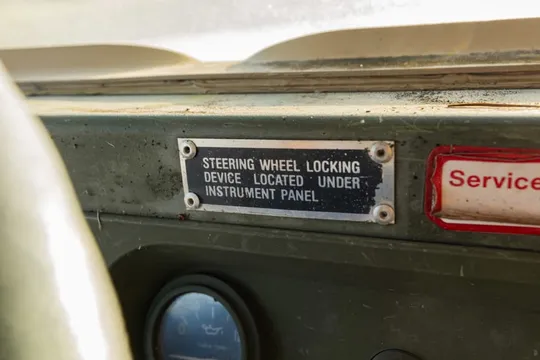 STEERING WHEEL LOCKING
DEVICE LOCATED UNDER
INSTRUMENT PANEL
Service